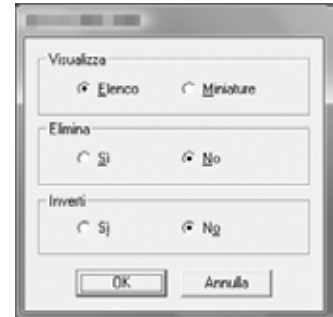 Visualizza
Elenco Miniature
Elimina
Sì No
Inverti
Sì No
OK Annulla